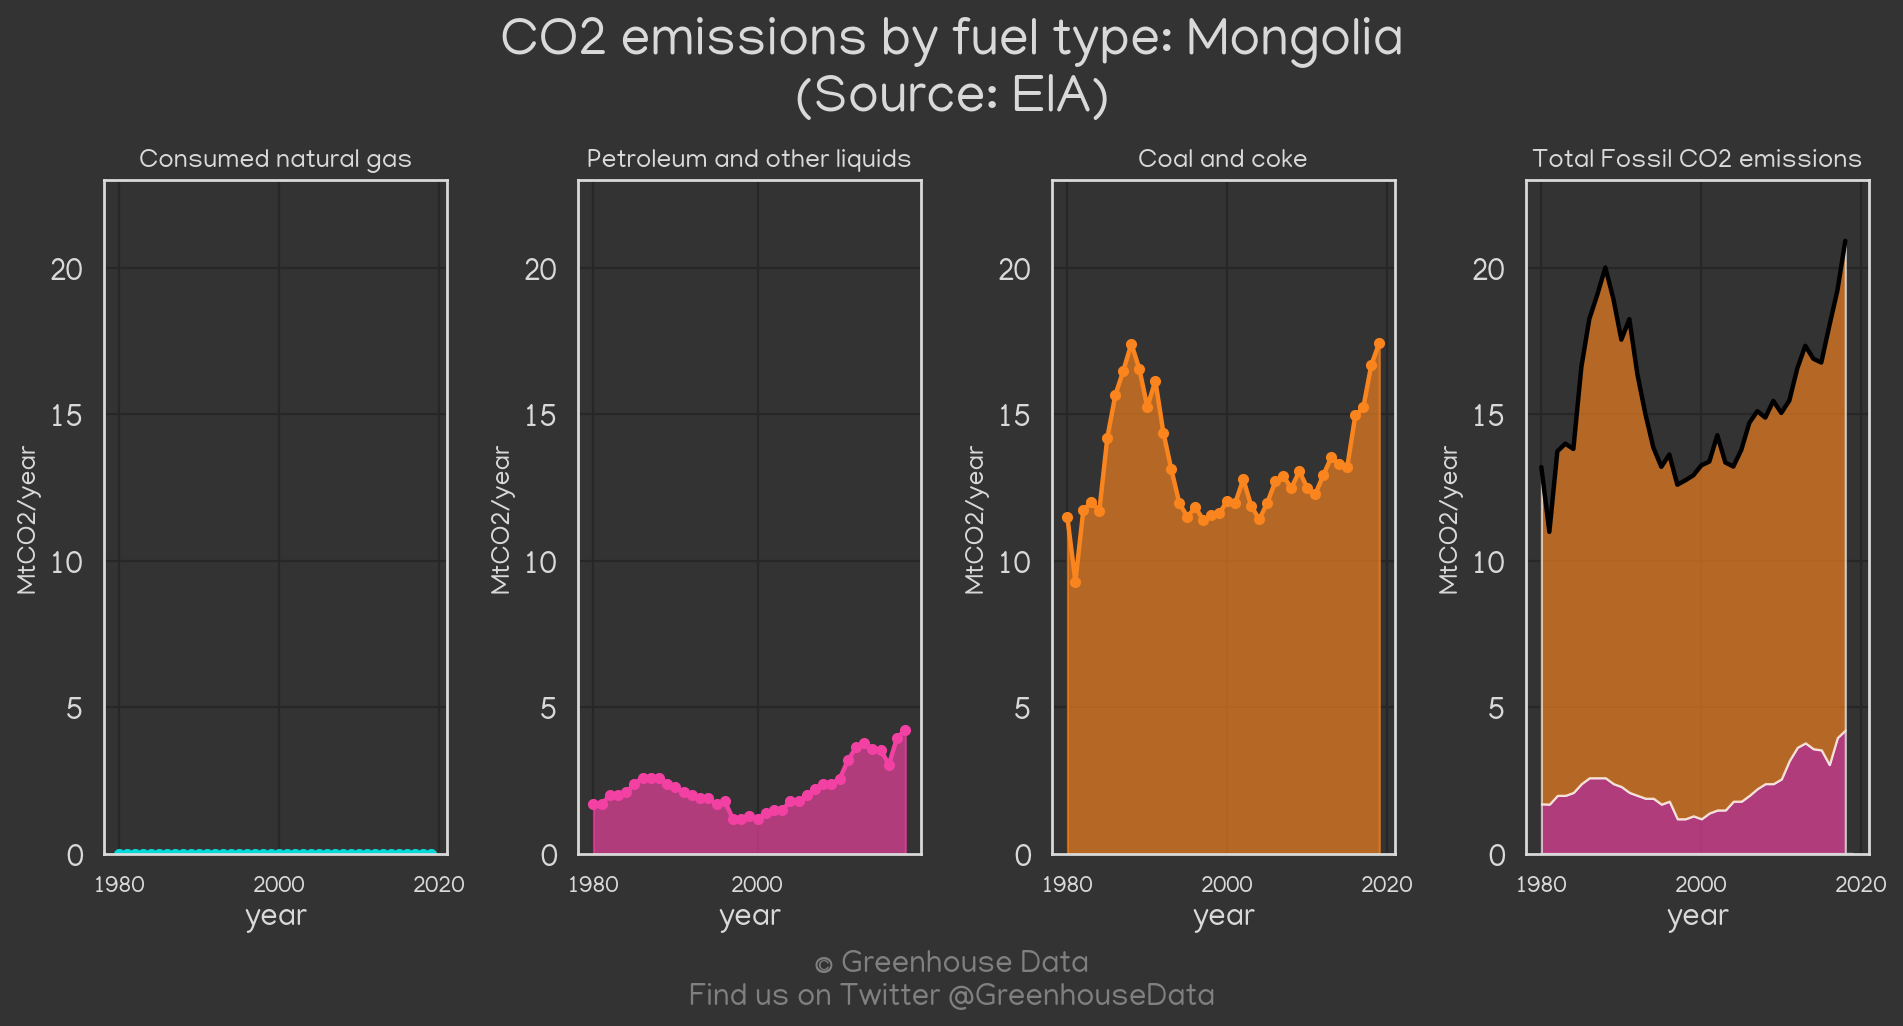 CO2 emissions by fuel type: Mongolia
(Source: EIA)
Consumed natural gas
Petroleum and other liquids
Coal and coke
Total Fossil CO2 emissions
MtCO2/year
20
15
10
5
0
1980
2000
2020
year
MtCO2/year
20
15
10
5
0
1980
2000
year
MtCO2/year
20
15
10
5
0
1980
2000
2020
year
MtCO2/year
20
15
10
5
0
1980
2000
2020
year
© Greenhouse Data
Find us on Twitter @GreenhouseData